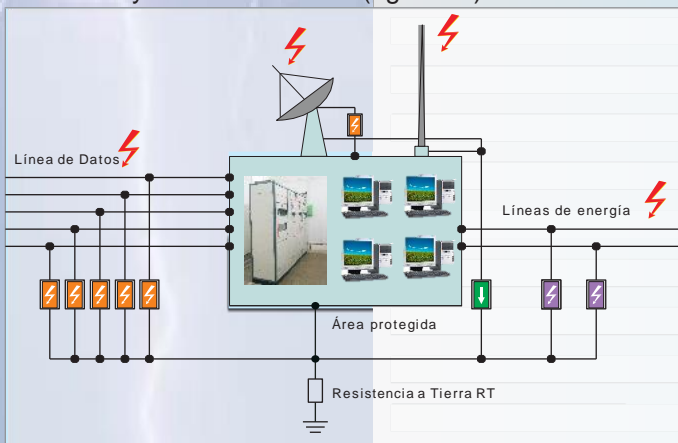 Línea de Datos
Líneas de energía
Área protegida
Resistencia a Tierra RT